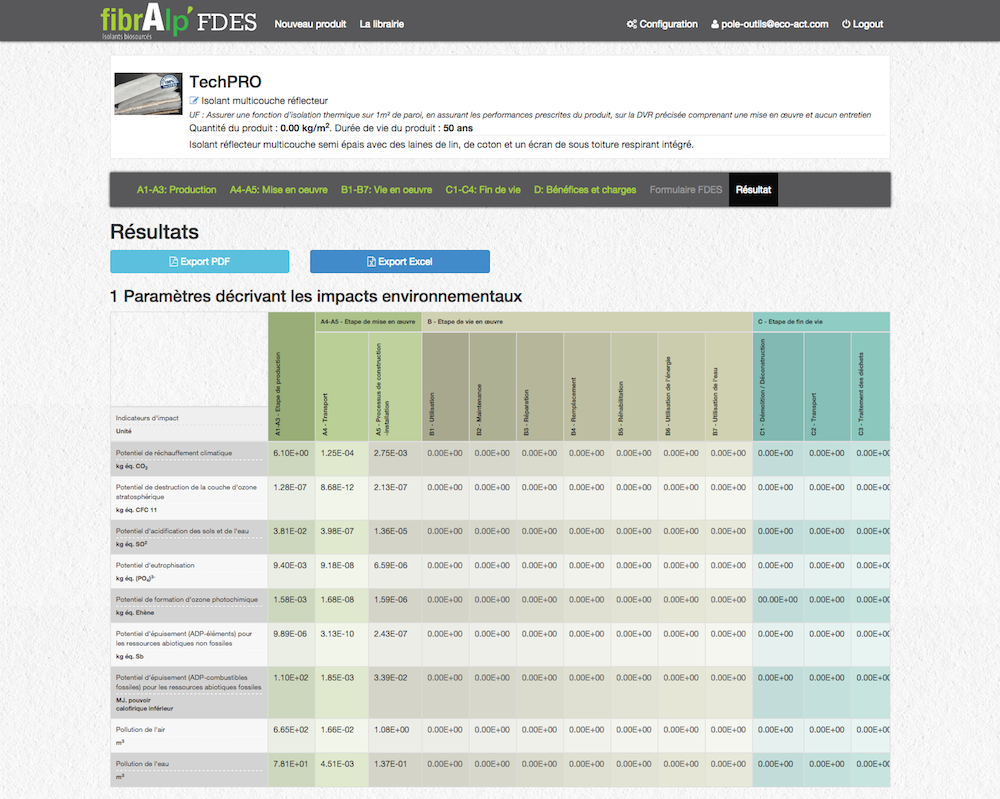 fibrAlp' FDES
Isolants biosourcés
Nouveau produit
La librairie
Configuration
pole-outils@eco-act.com
Logout
TechPRO
Isolant multicouche réflecteur
UF : Assurer une fonction d'isolation thermique sur 1m² de paroi, en assurant les performances prescrites du produit, sur la DVR précisée comprenant une mise en œuvre et aucun entretien
Quantité du produit : 0.00 kg/m². Durée de vie du produit : 50 ans
Isolant réflecteur multicouche semi épais avec des laines de lin, de coton et un écran de sous toiture respirant intégré.
A1-A3: Production
A4-A5: Mise en oeuvre
B1-B7: Vie en oeuvre
C1-C4: Fin de vie
D: Bénéfices et charges
Formulaire FDES
Résultat
Résultats
Export PDF
Export Excel
1 Paramètres décrivant les impacts environnementaux
A4-A5 - Etape de mise en œuvre
B - Etape de vie en œuvre
C - Etape de fin de vie
Indicateurs d'impact
Unité
A1-A3 - Etape de production
A4 - Transport
A5 - Processus de construction
-installation
B1 - Utilisation
B2 - Maintenance
B3 - Réparation
B4 - Remplacement
B5 - Réhabilitation
B6 - Utilisation de l'énergie
B7 - Utilisation de l'eau
C1 - Démolition / Déconstruction
C2 - Transport
C3 - Traitement des déchets
Potentiel de réchauffement climatique
kg éq. CO₂
6.10E+00 1.25E-04 2.75E-03 0.00E+00 0.00E+00 0.00E+00 0.00E+00 0.00E+00 0.00E+00 0.00E+00 0.00E+00 0.00E+00 0.00E+00
Potentiel de destruction de la couche d'ozone
stratosphérique
kg éq. CFC 11
1.28E-07 8.68E-12 2.13E-07 0.00E+00 0.00E+00 0.00E+00 0.00E+00 0.00E+00 0.00E+00 0.00E+00 0.00E+00 0.00E+00 0.00E+00
Potentiel d'acidification des sols et de l'eau
kg éq. SO²
3.81E-02 3.98E-07 1.36E-05 0.00E+00 0.00E+00 0.00E+00 0.00E+00 0.00E+00 0.00E+00 0.00E+00 0.00E+00 0.00E+00 0.00E+00
Potentiel d'eutrophisation
kg éq. (PO₄)³⁻
9.40E-03 9.18E-08 6.59E-06 0.00E+00 0.00E+00 0.00E+00 0.00E+00 0.00E+00 0.00E+00 0.00E+00 0.00E+00 0.00E+00 0.00E+00
Potentiel de formation d'ozone photochimique
kg éq. Ehène
1.58E-03 1.68E-08 1.59E-06 0.00E+00 0.00E+00 0.00E+00 0.00E+00 0.00E+00 0.00E+00 0.00E+00 00.00E+00 0.00E+00 0.00E+00
Potentiel d'épuisement (ADP-éléments) pour
les ressources abiotiques non fossiles
kg éq. Sb
9.89E-06 3.13E-10 2.43E-07 0.00E+00 0.00E+00 0.00E+00 0.00E+00 0.00E+00 0.00E+00 0.00E+00 0.00E+00 0.00E+00 0.00E+00
Potentiel d'épuisement (ADP-combustibles
fossiles) pour les ressources abiotiques fossiles
MJ. pouvoir
calofirique inférieur
1.10E+02 1.85E-03 3.39E-02 0.00E+00 0.00E+00 0.00E+00 0.00E+00 0.00E+00 0.00E+00 0.00E+00 0.00E+00 0.00E+00 0.00E+00
Pollution de l'air
m³
6.65E+02 1.66E-02 1.08E+00 0.00E+00 0.00E+00 0.00E+00 0.00E+00 0.00E+00 0.00E+00 0.00E+00 0.00E+00 0.00E+00 0.00E+00
Pollution de l'eau
m³
7.81E+01 4.51E-03 1.37E-01 0.00E+00 0.00E+00 0.00E+00 0.00E+00 0.00E+00 0.00E+00 0.00E+00 0.00E+00 0.00E+00 0.00E+00